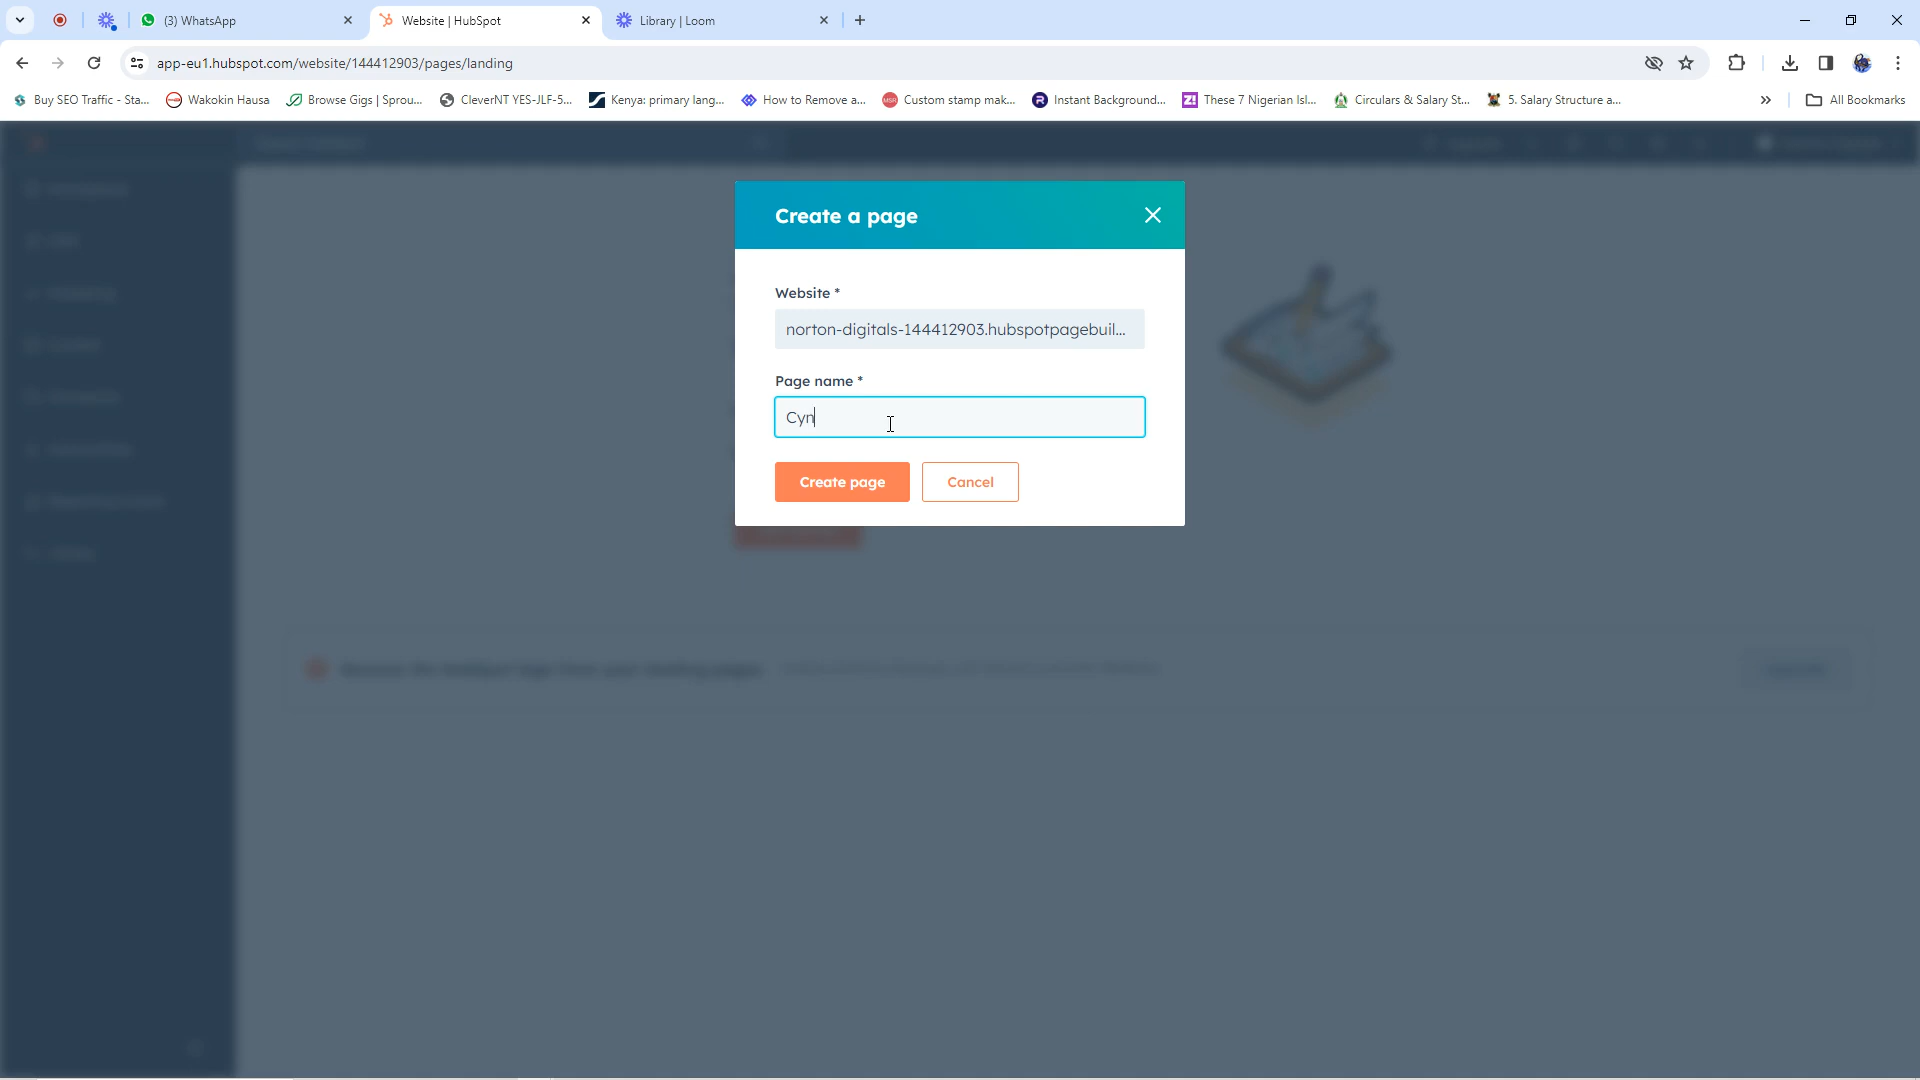 (3) WhatsApp
Website | HubSpot
Library | Loom
app-eu1.hubspot.com/website/144412903/pages/landing
Buy SEO Traffic - Sta...
Wakokin Hausa
Browse Gigs | Sprou...
CleverNT YES-JLF-5...
Kenya: primary lang...
How to Remove a...
Custom stamp mak...
Instant Background...
These 7 Nigerian Isl...
Circulars & Salary St...
5. Salary Structure a...
All Bookmarks
Create a page
Website *
norton-digitals-144412903.hubspotpagebuil...
Page name *
Cyn
Create page
Cancel